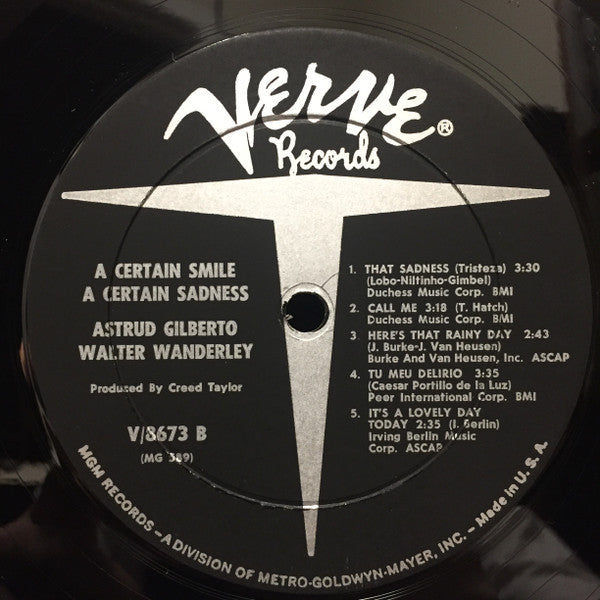 Verve®
Records
A CERTAIN SMILE
A CERTAIN SADNESS
ASTRUD GILBERTO
WALTER WANDERLEY
Produced By Creed Taylor
V/8673 B
(MG 389)
1. THAT SADNESS (Tristeza) 3:30
(Lobo-Niltinho-Gimbel)
Duchess Music Corp. BMI
2. CALL ME 3:18 (T. Hatch)
Duchess Music Corp. BMI
3. HERE'S THAT RAINY DAY 2:43
(J. Burke-J. Van Heusen)
Burke And Van Heusen, Inc. ASCAP
4. TU MEU DELIRIO 3:35
(Caesar Portillo de la Luz)
Peer International Corp. BMI
5. IT'S A LOVELY DAY
TODAY 2:35 (I. Berlin)
Irving Berlin Music
Corp. ASCAP
MGM RECORDS – A DIVISION OF METRO-GOLDWYN-MAYER, INC. – Made in U. S. A.